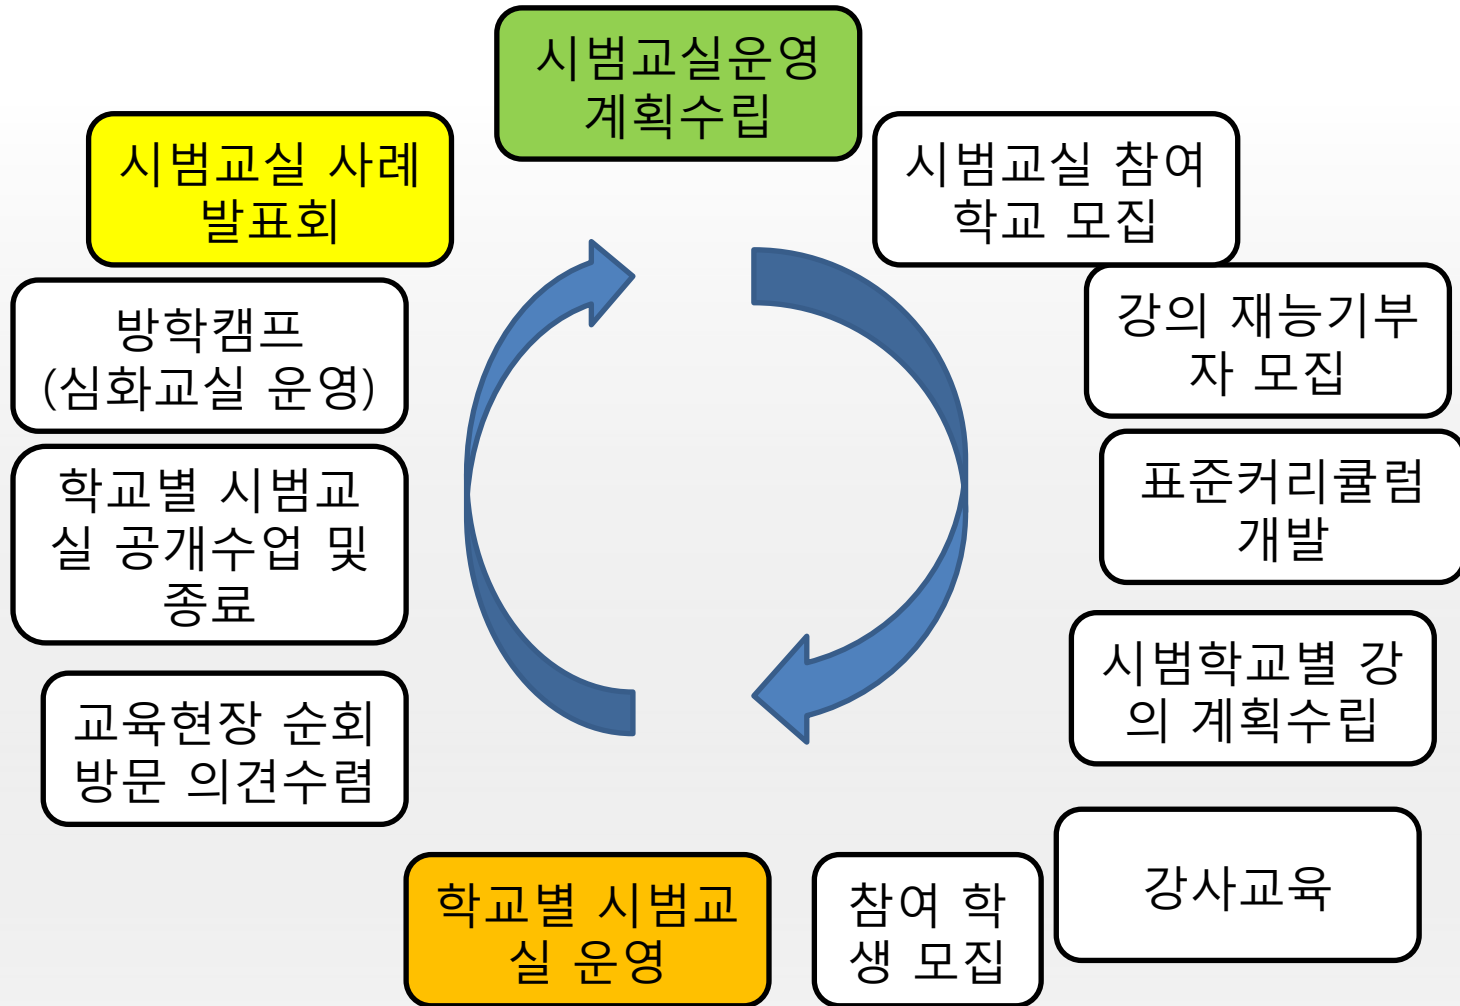 시범교실운영
계획수립
시범교실 참여
학교 모집
강의 재능기부
자 모집
표준커리큘럼
개발
시범학교별 강
의 계획수립
강사교육
참여 학
생 모집
학교별 시범교
실 운영
교육현장 순회
방문 의견수렴
학교별 시범교
실 공개수업 및
종료
방학캠프
(심화교실 운영)
시범교실 사례
발표회